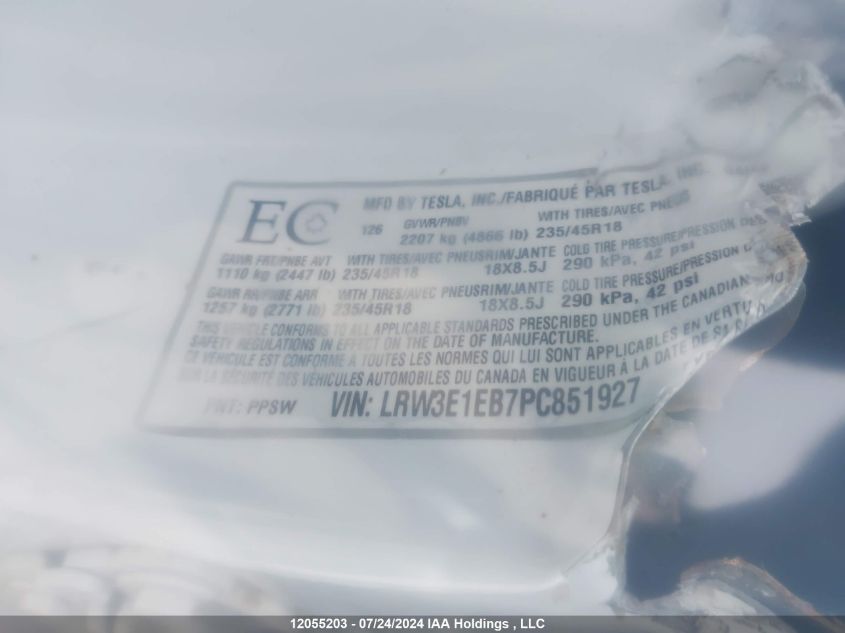 EC
MFD BY TESLA, INC./FABRIQUÉ PAR TESLA, INC.
126 GVWR/PNBV WITH TIRES/AVEC PNEUS
2207 kg (4866 lb) 235/45R18
GAWR FRT/PNBE AVT WITH TIRES/AVEC PNEUS RIM/JANTE COLD TIRE PRESSURE/PRESSION
1110 kg (2447 lb) 235/45R18 18X8.5J 290 kPa, 42 psi
GAWR RR/PNBE ARR WITH TIRES/AVEC PNEUS RIM/JANTE COLD TIRE PRESSURE/PRESSION
1257 kg (2771 lb) 235/45R18 18X8.5J 290 kPa, 42 psi
THIS VEHICLE CONFORMS TO ALL APPLICABLE STANDARDS PRESCRIBED UNDER THE CANADIAN
SAFETY REGULATIONS IN EFFECT ON THE DATE OF MANUFACTURE.
CE VÉHICULE EST CONFORME A TOUTES LES NORMES QUI LUI SONT APPLICABLES EN VERTU
SUR LA SÉCURITÉ DES VÉHICULES AUTOMOBILES DU CANADA EN VIGUEUR À LA DATE DE SA
PNT: PPSW VIN: LRW3E1EB7PC851927
12055203 - 07/24/2024 IAA Holdings , LLC